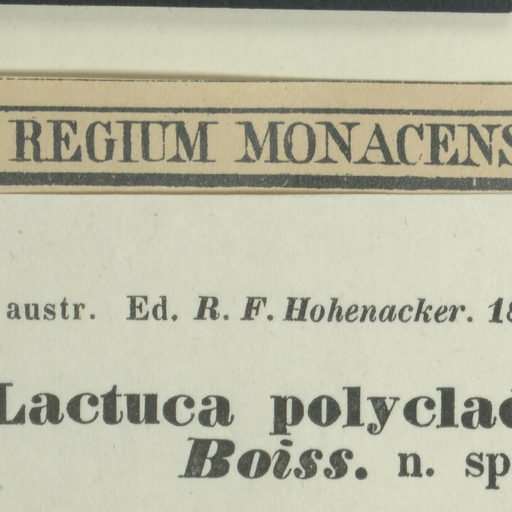 REGIUM MONACENS
austr. Ed. R. F. Hohenacker. 18
Lactuca polyclad
Boiss. n. sp